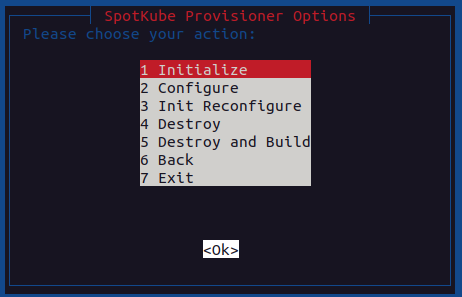 SpotKube Provisioner Options
Please choose your action:
1 Initialize
2 Configure
3 Init Reconfigure
4 Destroy
5 Destroy and Build
6 Back
7 Exit
<Ok>